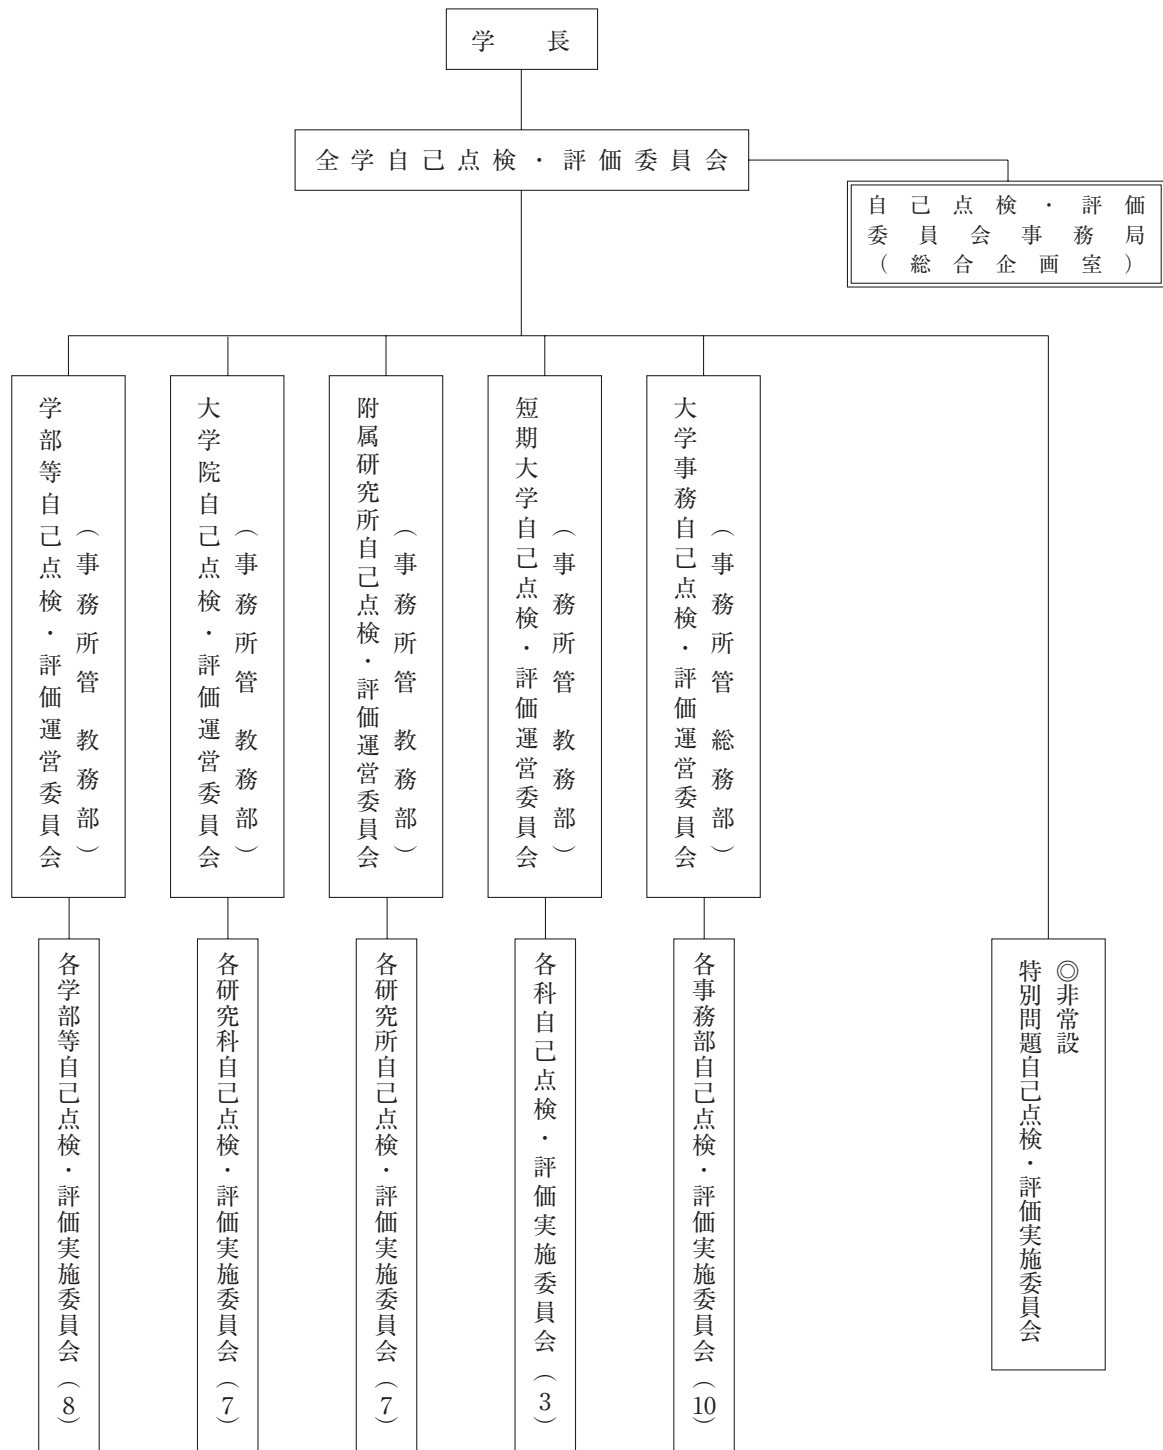 学長
全学自己点検・評価委員会
自己点検・評価
委員会事務局
（総合企画室）
学部等自己点検・評価運営委員会
（事務所管 教務部）
大学院自己点検・評価運営委員会
（事務所管 教務部）
附属研究所自己点検・評価運営委員会
（事務所管 教務部）
短期大学自己点検・評価運営委員会
（事務所管 教務部）
大学事務自己点検・評価運営委員会
（事務所管 総務部）
各学部等自己点検・評価実施委員会（8）
各研究科自己点検・評価実施委員会（7）
各研究所自己点検・評価実施委員会（7）
各科自己点検・評価実施委員会（3）
各事務部自己点検・評価実施委員会（10）
◎非常設
特別問題自己点検・評価実施委員会